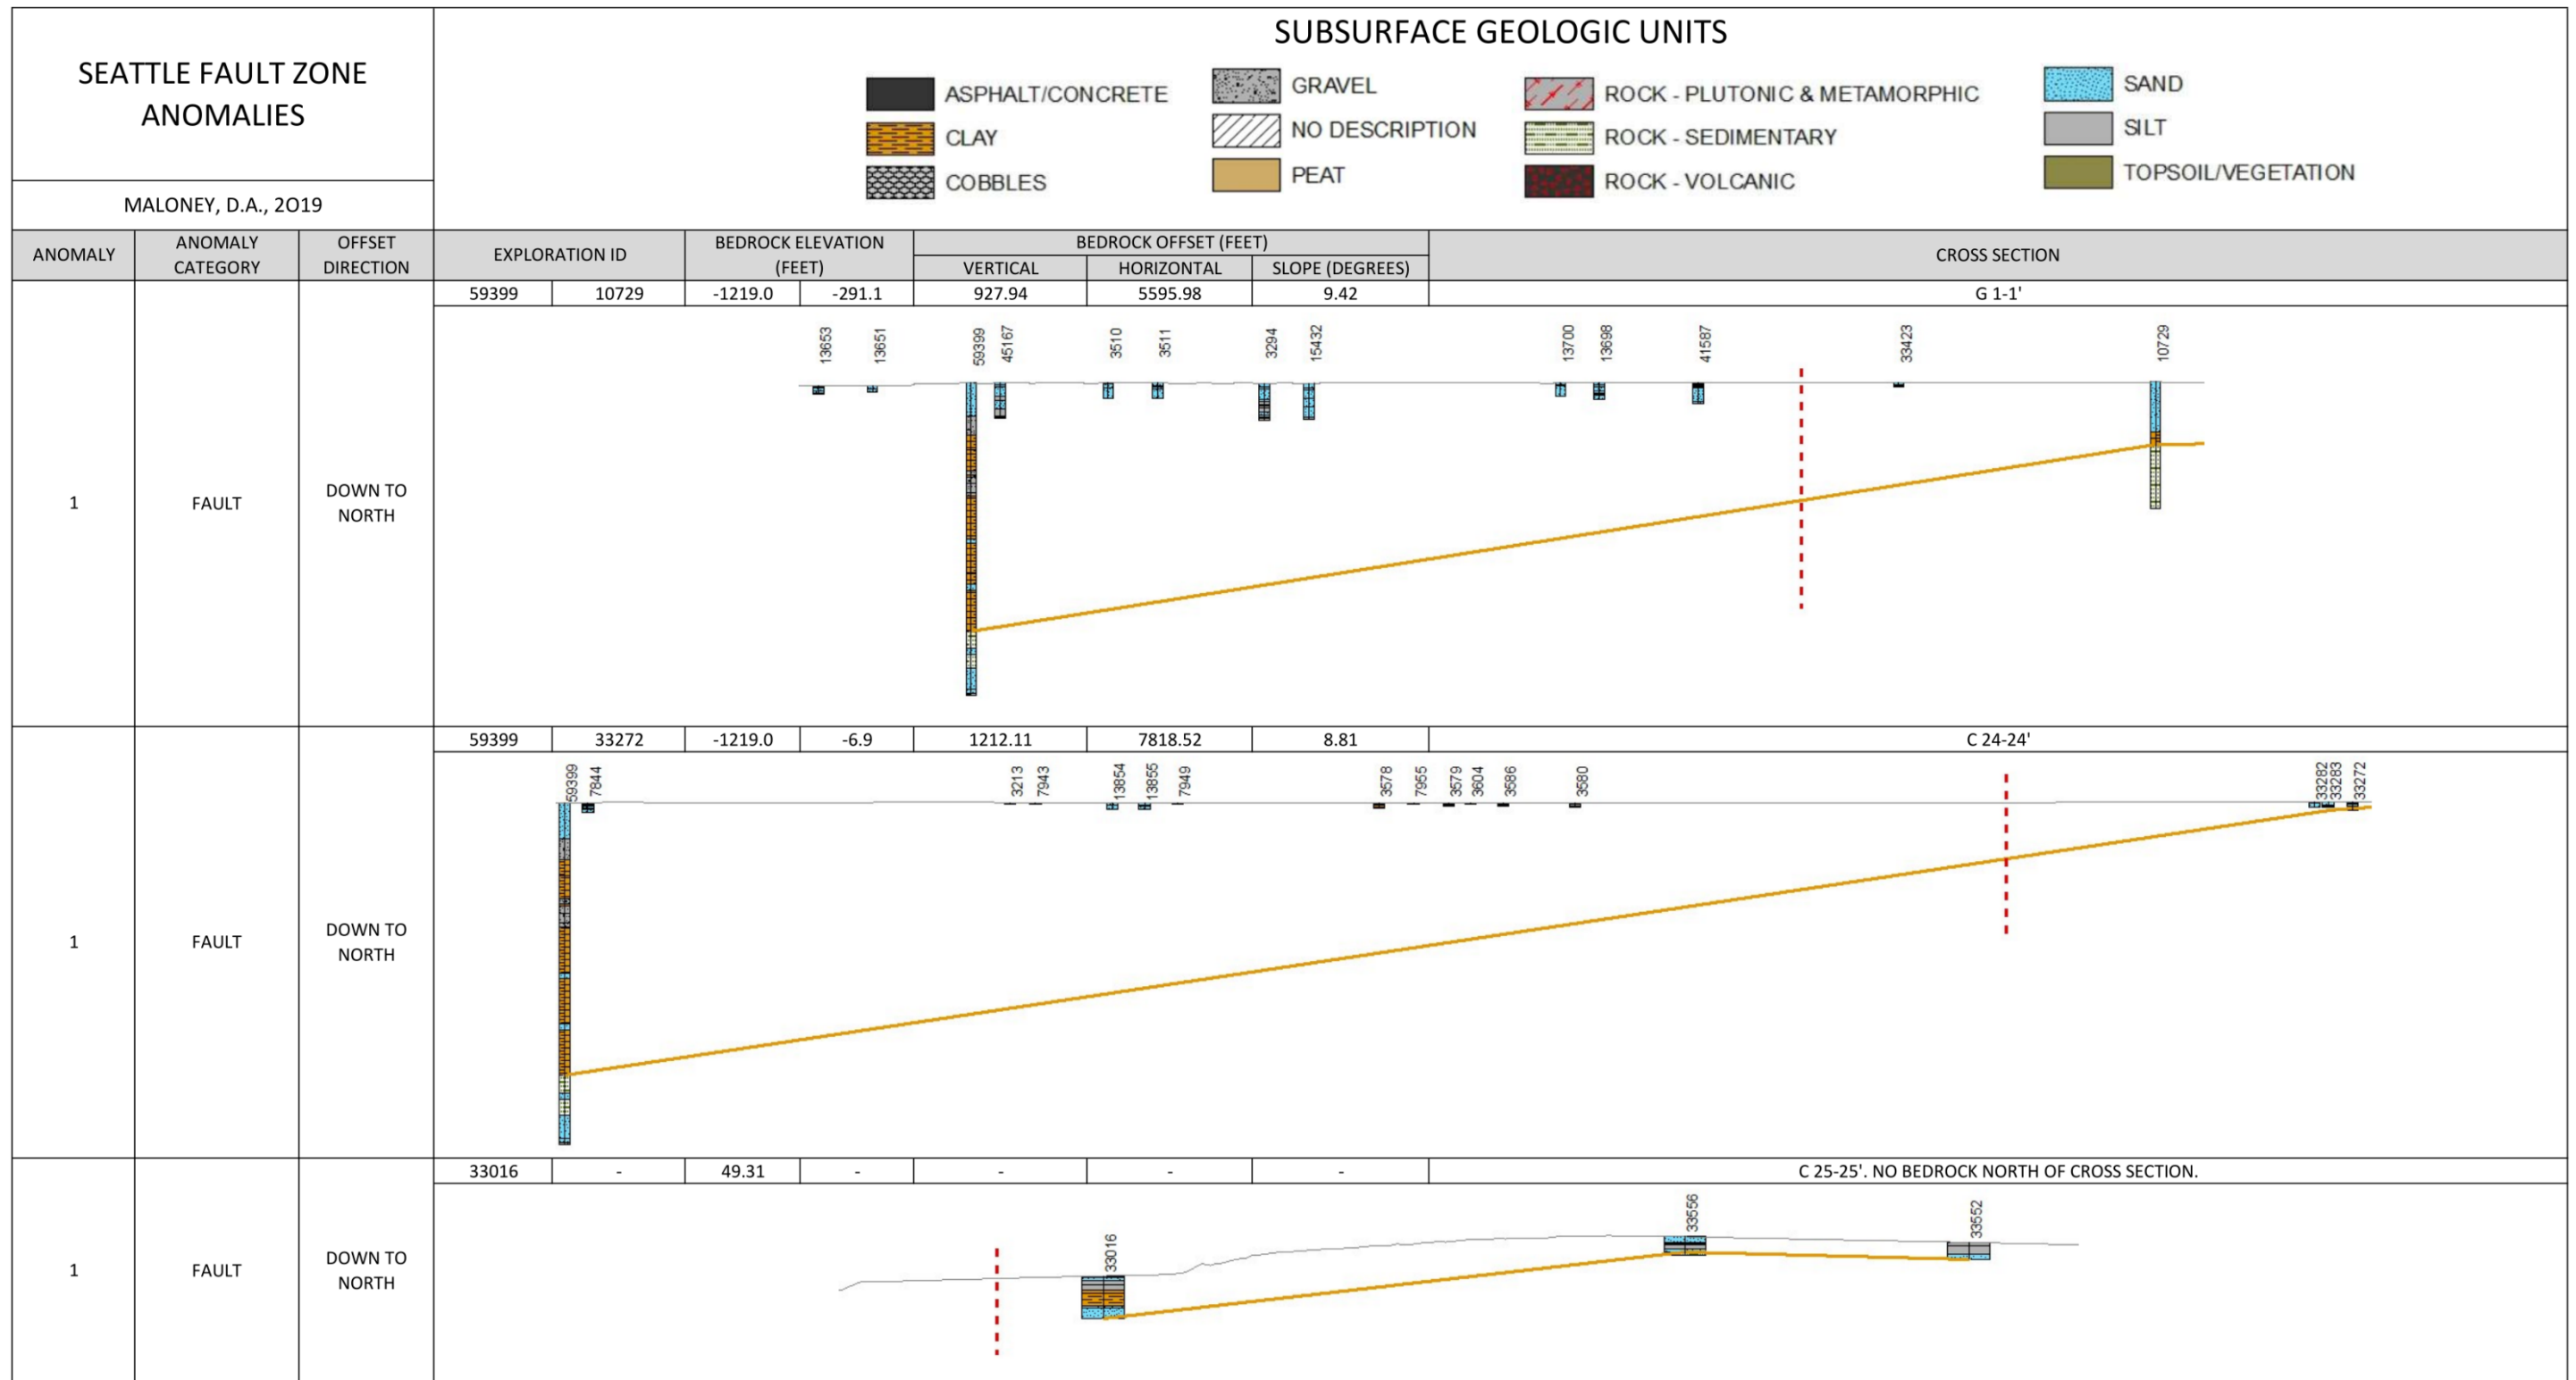 SEATTLE FAULT ZONE
ANOMALIES
MALONEY, D.A., 2O19
SUBSURFACE GEOLOGIC UNITS
ASPHALT/CONCRETE
CLAY
COBBLES
GRAVEL
NO DESCRIPTION
PEAT
ROCK - PLUTONIC & METAMORPHIC
ROCK - SEDIMENTARY
ROCK - VOLCANIC
SAND
SILT
TOPSOIL/VEGETATION
ANOMALY
ANOMALY
CATEGORY
OFFSET
DIRECTION
EXPLORATION ID
BEDROCK ELEVATION
(FEET)
BEDROCK OFFSET (FEET)
VERTICAL
HORIZONTAL
SLOPE (DEGREES)
CROSS SECTION
1
FAULT
DOWN TO
NORTH
59399
10729
-1219.0
-291.1
927.94
5595.98
9.42
G 1-1'
13653
13651
59399
45167
3510
3511
3294
15432
13700
13698
41587
33423
10729
1
FAULT
DOWN TO
NORTH
59399
33272
-1219.0
-6.9
1212.11
7818.52
8.81
C 24-24'
59399
7844
3213
7943
13854
13855
7949
3578
7955
3579
3604
3586
3580
33282
33283
33272
1
FAULT
DOWN TO
NORTH
33016
-
49.31
-
-
-
-
C 25-25'. NO BEDROCK NORTH OF CROSS SECTION.
33016
33556
33552